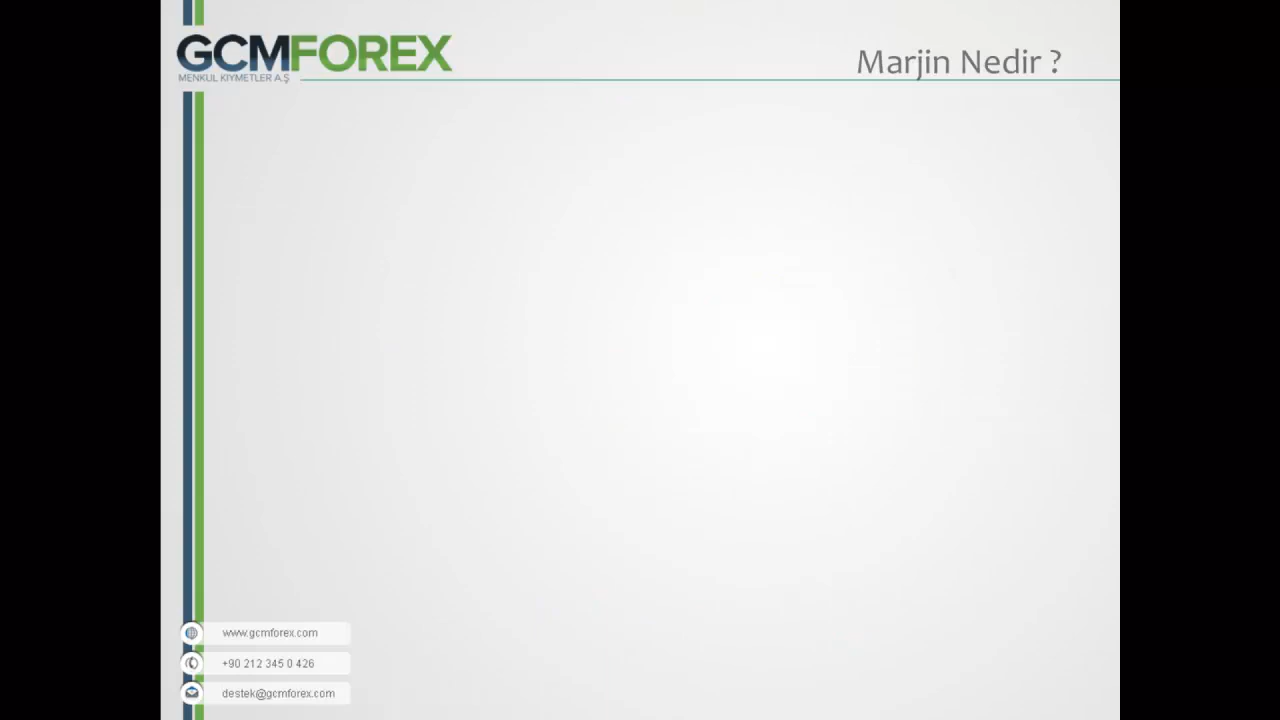 GCMFOREX
MENKUL KIYMETLER A.Ş
Marjin Nedir ?
www.gcmforex.com
+90 212 345 0 426
destek@gcmforex.com